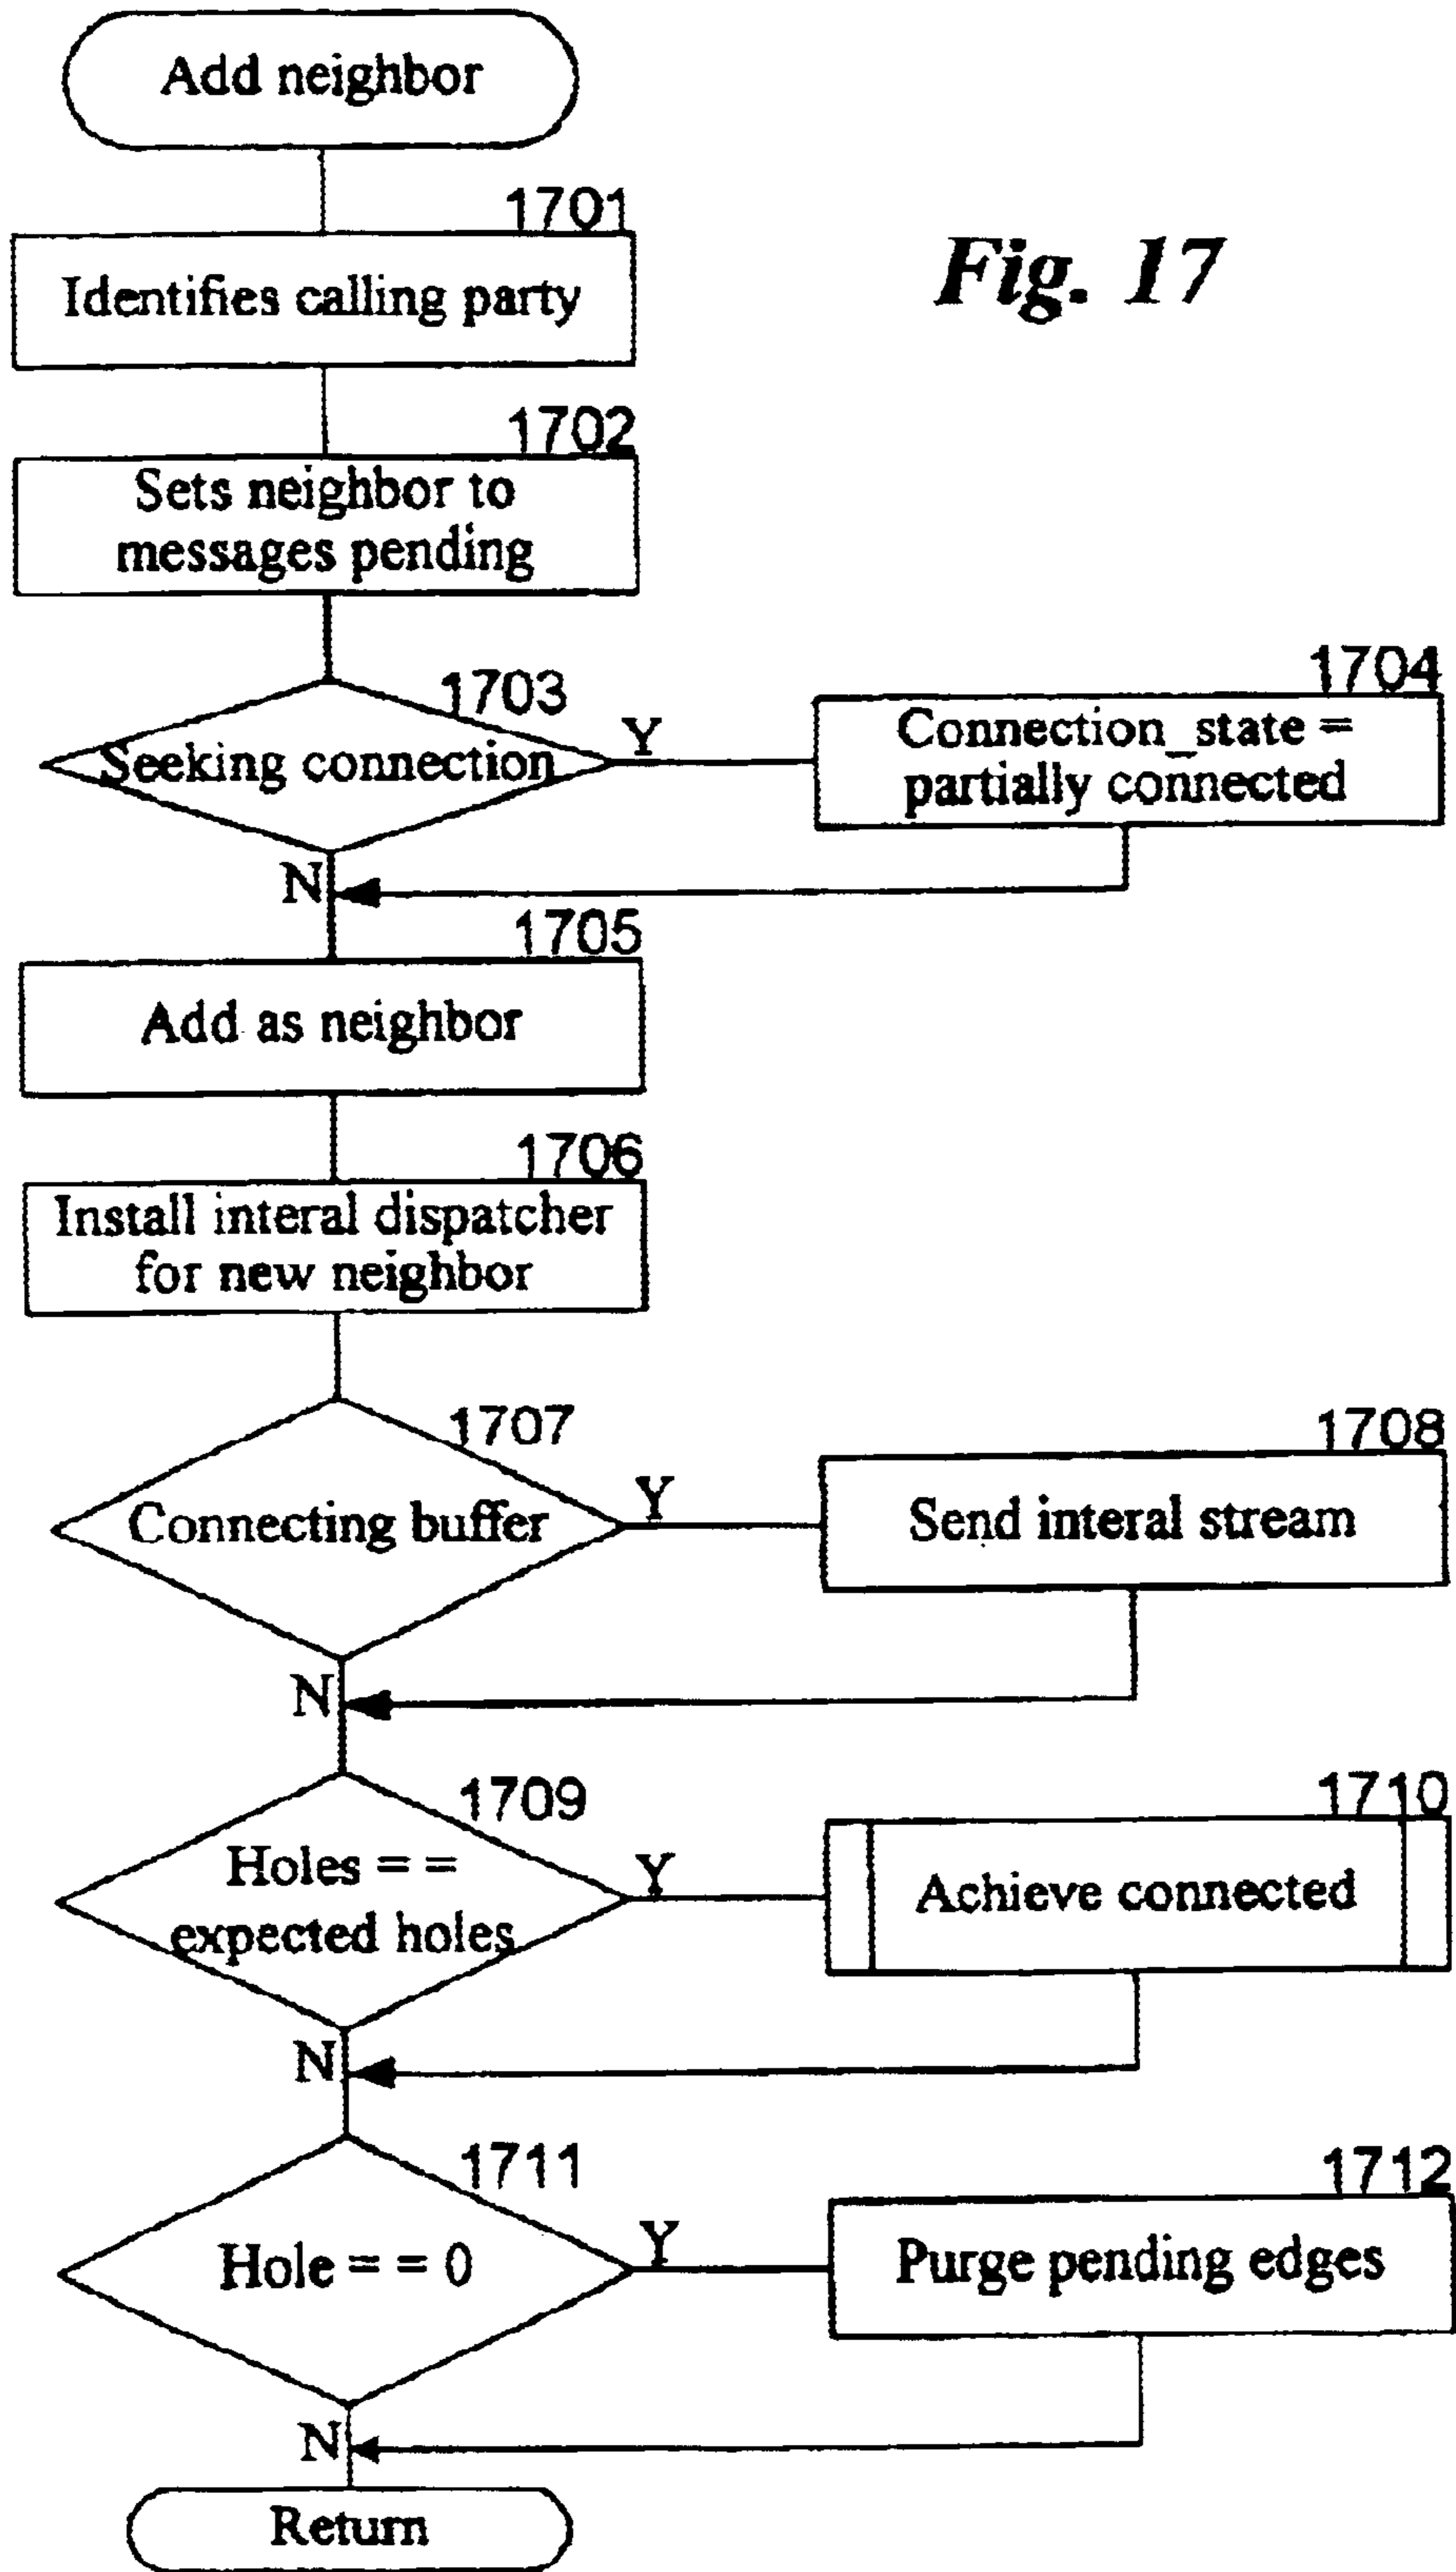 Add neighbor
Fig. 17
1701
Identifies calling party
1702
Sets neighbor to
messages pending
1703
Seeking connection
Y
N
1704
Connection_state =
partially connected
1705
Add as neighbor
1706
Install interal dispatcher
for new neighbor
1707
Connecting buffer
Y
N
1708
Send interal stream
1709
Holes = =
expected holes
Y
N
1710
Achieve connected
1711
Hole = = 0
Y
N
1712
Purge pending edges
Return